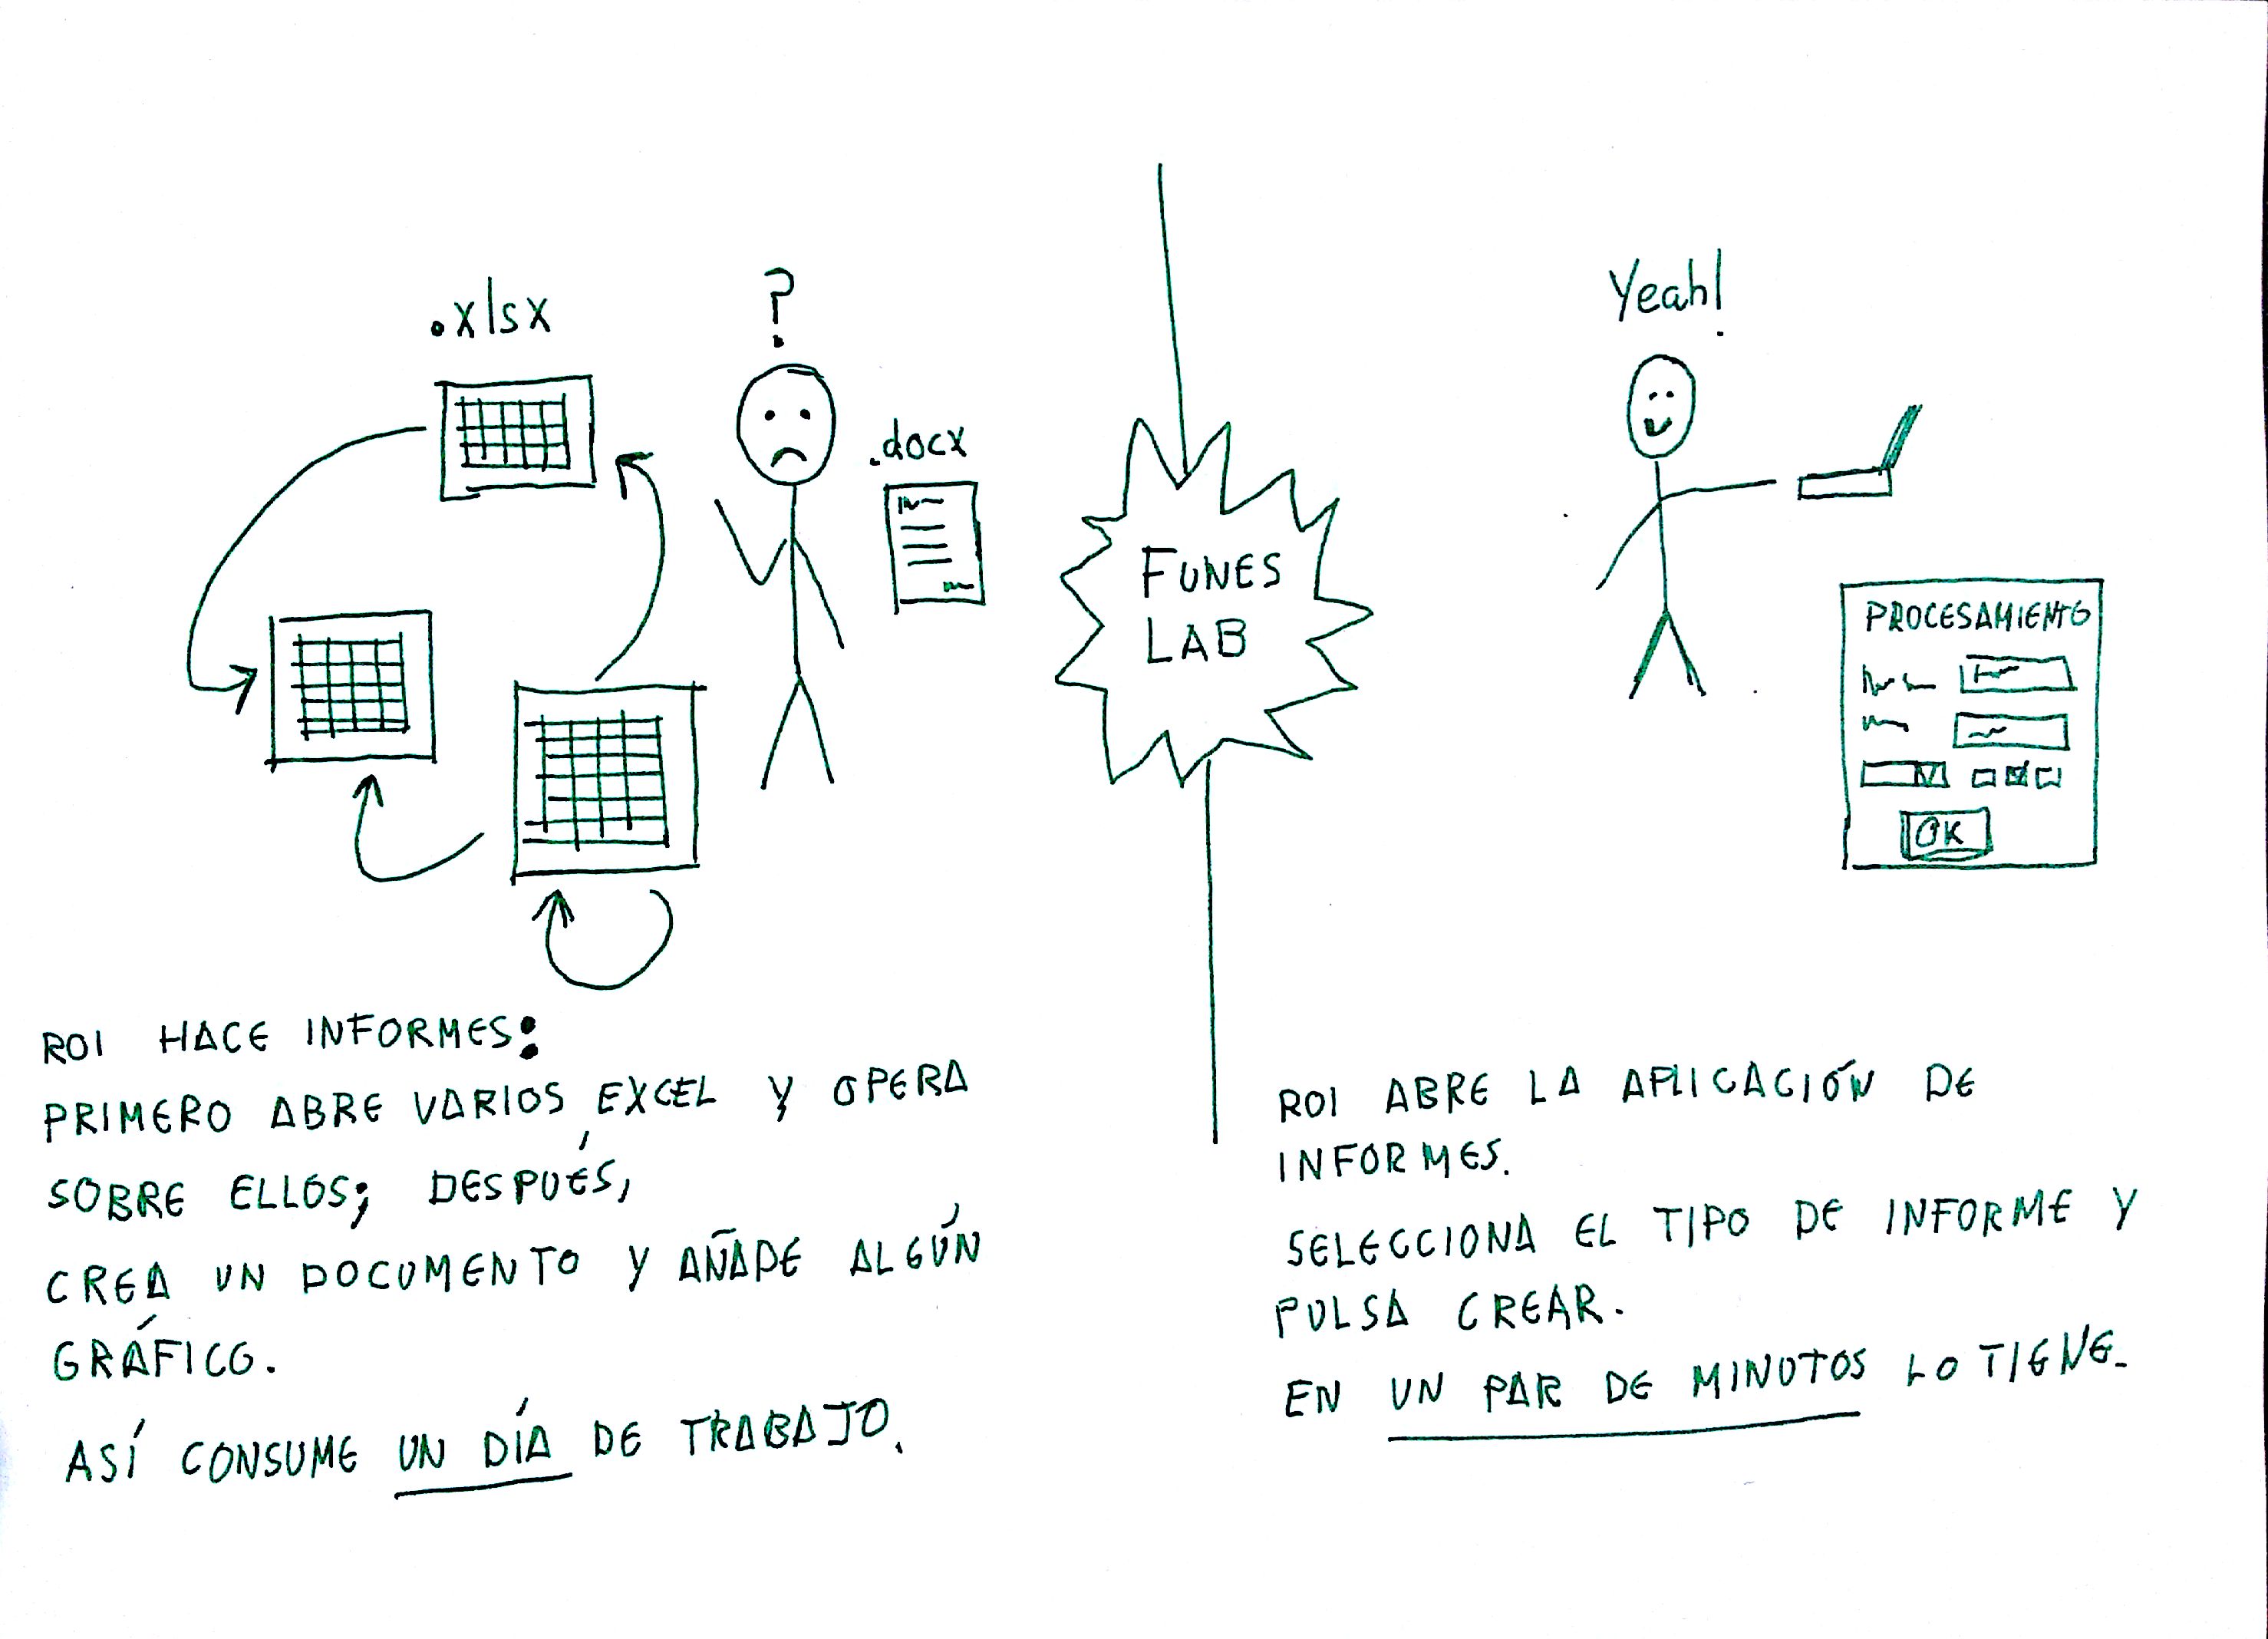 .xlsx
?
.docx
FUNES
LAB
Yeah!
PROCESAMIENTO
OK
ROI HACE INFORMES:
PRIMERO ABRE VARIOS EXCEL Y OPERA
SOBRE ELLOS; DESPUÉS,
CREA UN DOCUMENTO Y AÑADE ALGÚN
GRÁFICO.
ASÍ CONSUME UN DÍA DE TRABAJO.
ROI ABRE LA APLICACIÓN DE
INFORMES.
SELECCIONA EL TIPO DE INFORME Y
PULSA CREAR.
EN UN PAR DE MINUTOS LO TIENE.